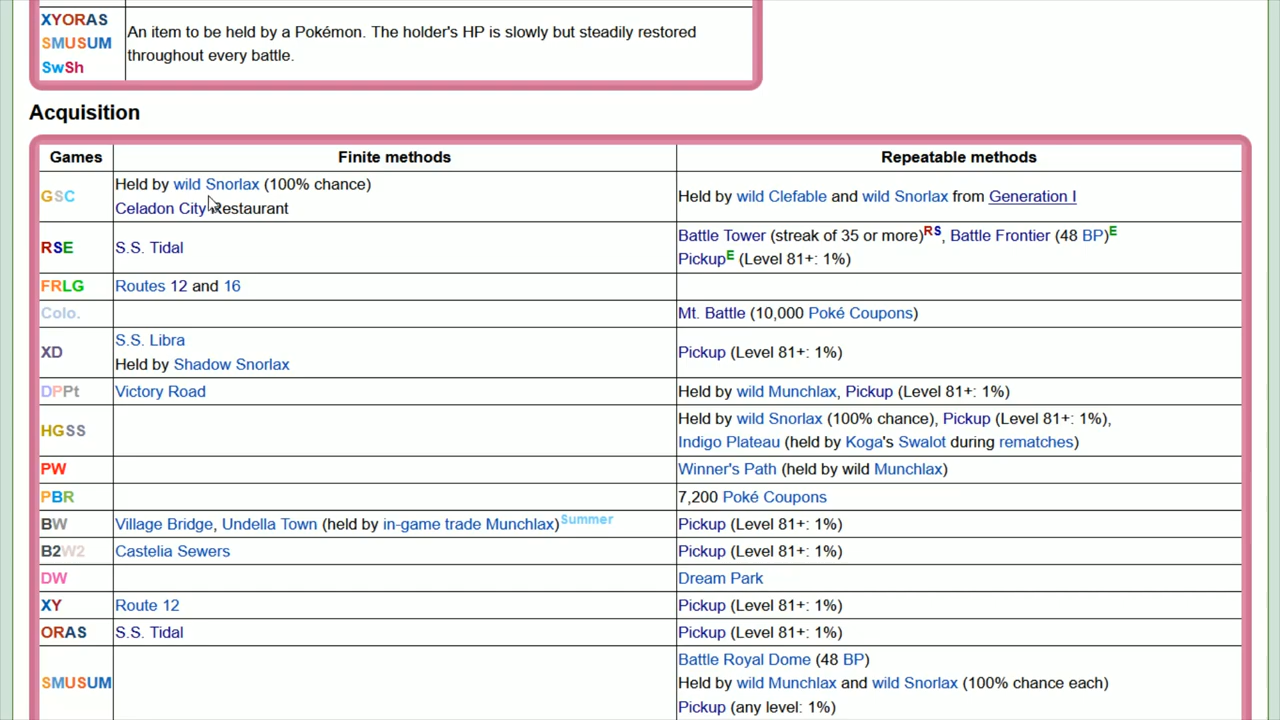 XYORAS
SMUSUM
SwSh
An item to be held by a Pokémon. The holder's HP is slowly but steadily restored
throughout every battle.
Acquisition
Games Finite methods Repeatable methods
GSC
Held by wild Snorlax (100% chance)
Celadon City Restaurant
Held by wild Clefable and wild Snorlax from Generation I
RSE
S.S. Tidal
Battle Tower (streak of 35 or more)RS, Battle Frontier (48 BP)E
PickupE (Level 81+: 1%)
FRLG
Routes 12 and 16
Colo.
Mt. Battle (10,000 Poké Coupons)
XD
S.S. Libra
Held by Shadow Snorlax
Pickup (Level 81+: 1%)
DPPt
Victory Road
Held by wild Munchlax, Pickup (Level 81+: 1%)
HGSS
Held by wild Snorlax (100% chance), Pickup (Level 81+: 1%),
Indigo Plateau (held by Koga's Swalot during rematches)
PW
Winner's Path (held by wild Munchlax)
PBR
7,200 Poké Coupons
BW
Village Bridge, Undella Town (held by in-game trade Munchlax)Summer
Pickup (Level 81+: 1%)
B2W2
Castelia Sewers
Pickup (Level 81+: 1%)
DW
Dream Park
XY
Route 12
Pickup (Level 81+: 1%)
ORAS
S.S. Tidal
Pickup (Level 81+: 1%)
SMUSUM
Battle Royal Dome (48 BP)
Held by wild Munchlax and wild Snorlax (100% chance each)
Pickup (any level: 1%)